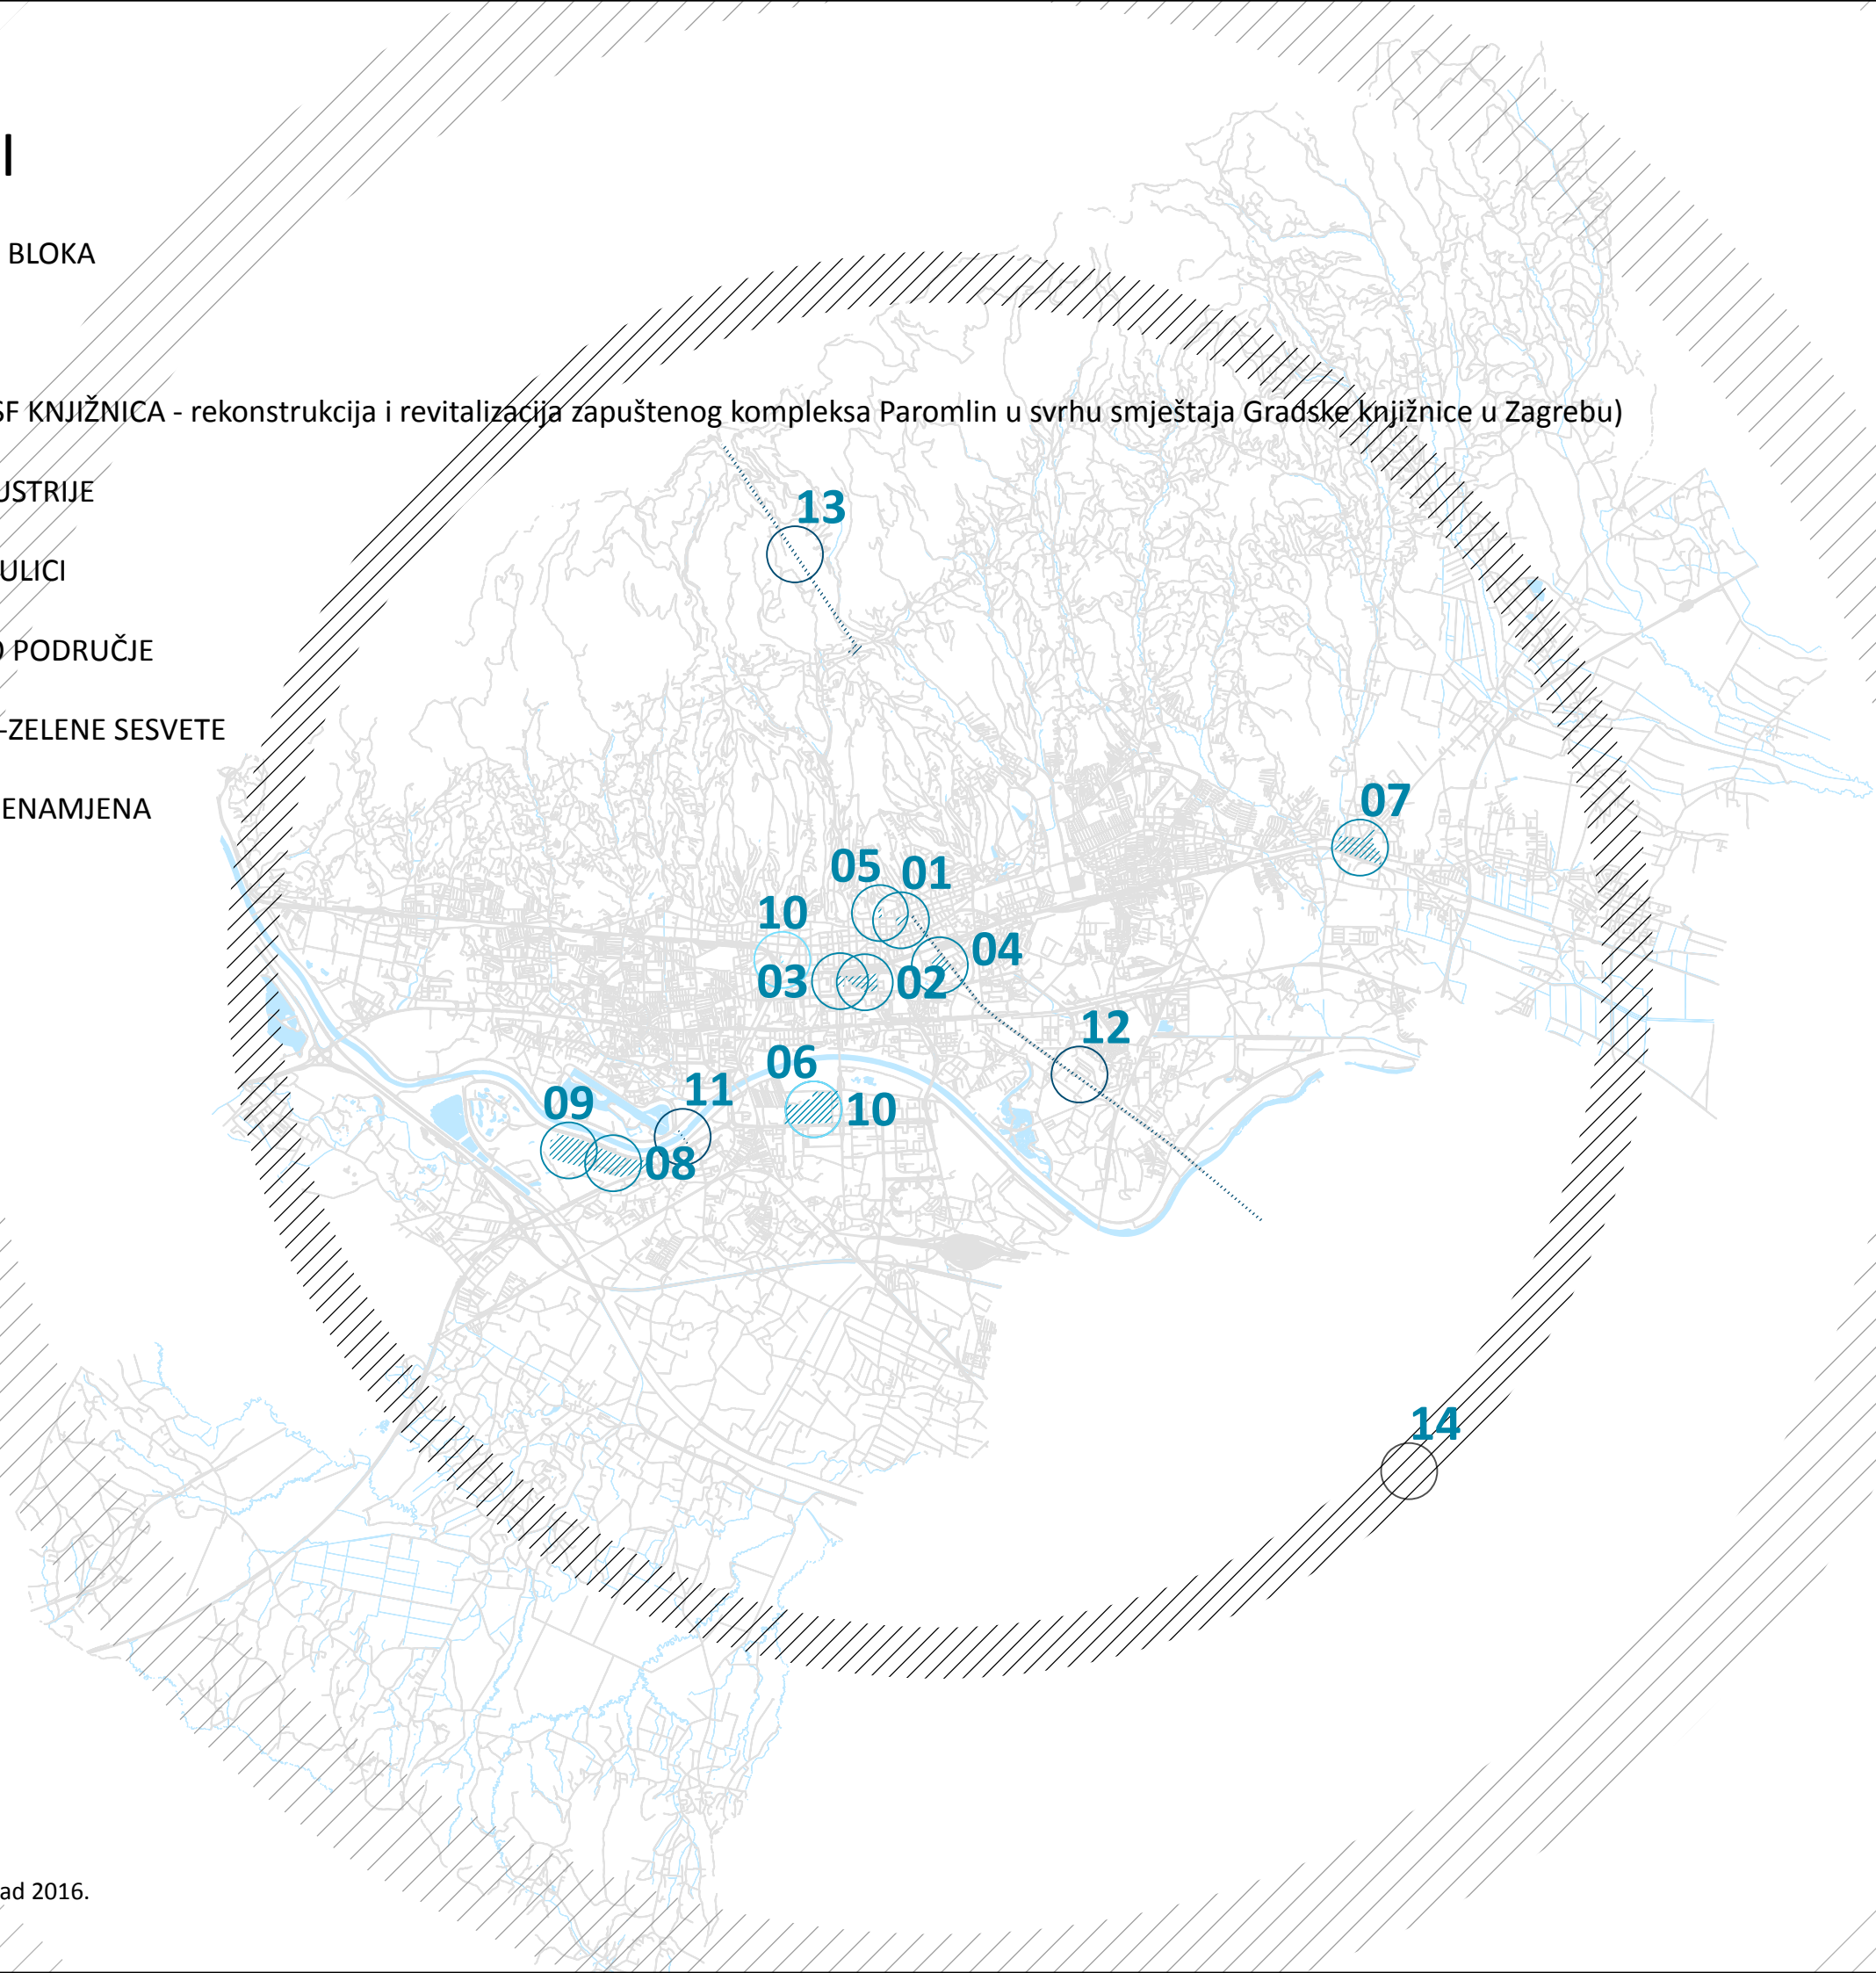 I
BLOKA
SF KNJIŽNICA - rekonstrukcija i revitalizacija zapuštenog kompleksa Paromlin u svrhu smještaja Gradske knjižnice u Zagrebu)
USTRIJE
13
ULICI
O PODRUČJE
-ZELENE SESVETE
ENAMJENA
07
05
01
10
04
03
02
12
06
11
09
10
08
14
ad 2016.